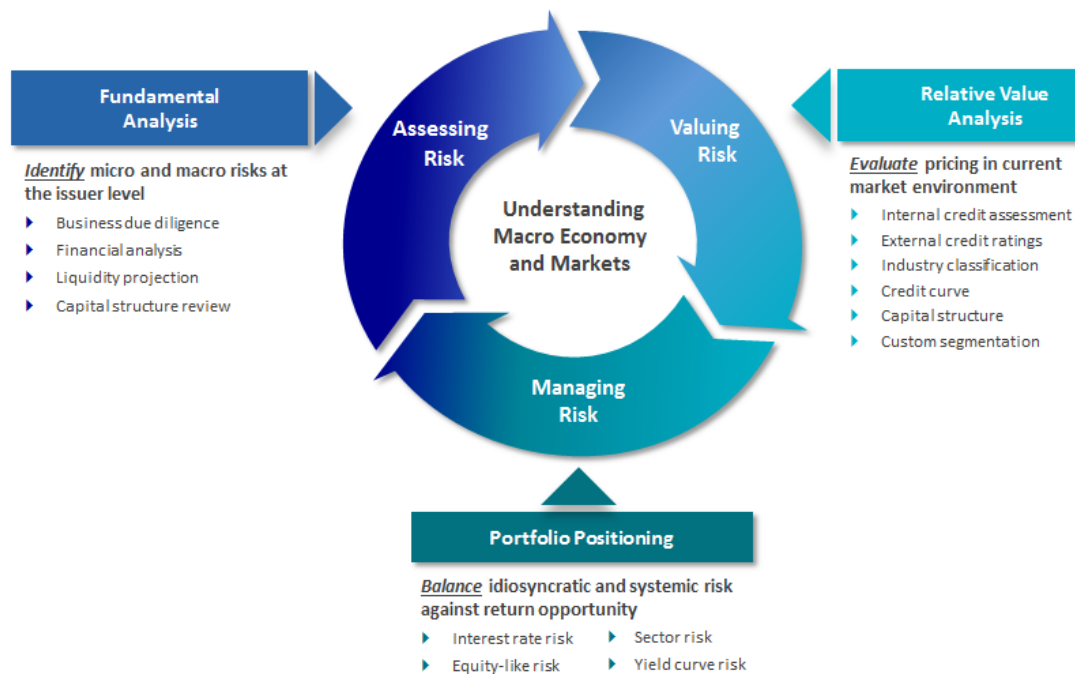 Fundamental
Analysis
Identify micro and macro risks at
the issuer level
Business due diligence
Financial analysis
Liquidity projection
Capital structure review
Assessing
Risk
Valuing
Risk
Understanding
Macro Economy
and Markets
Managing
Risk
Relative Value
Analysis
Evaluate pricing in current
market environment
Internal credit assessment
External credit ratings
Industry classification
Credit curve
Capital structure
Custom segmentation
Portfolio Positioning
Balance idiosyncratic and systemic risk
against return opportunity
Interest rate risk
Equity-like risk
Sector risk
Yield curve risk